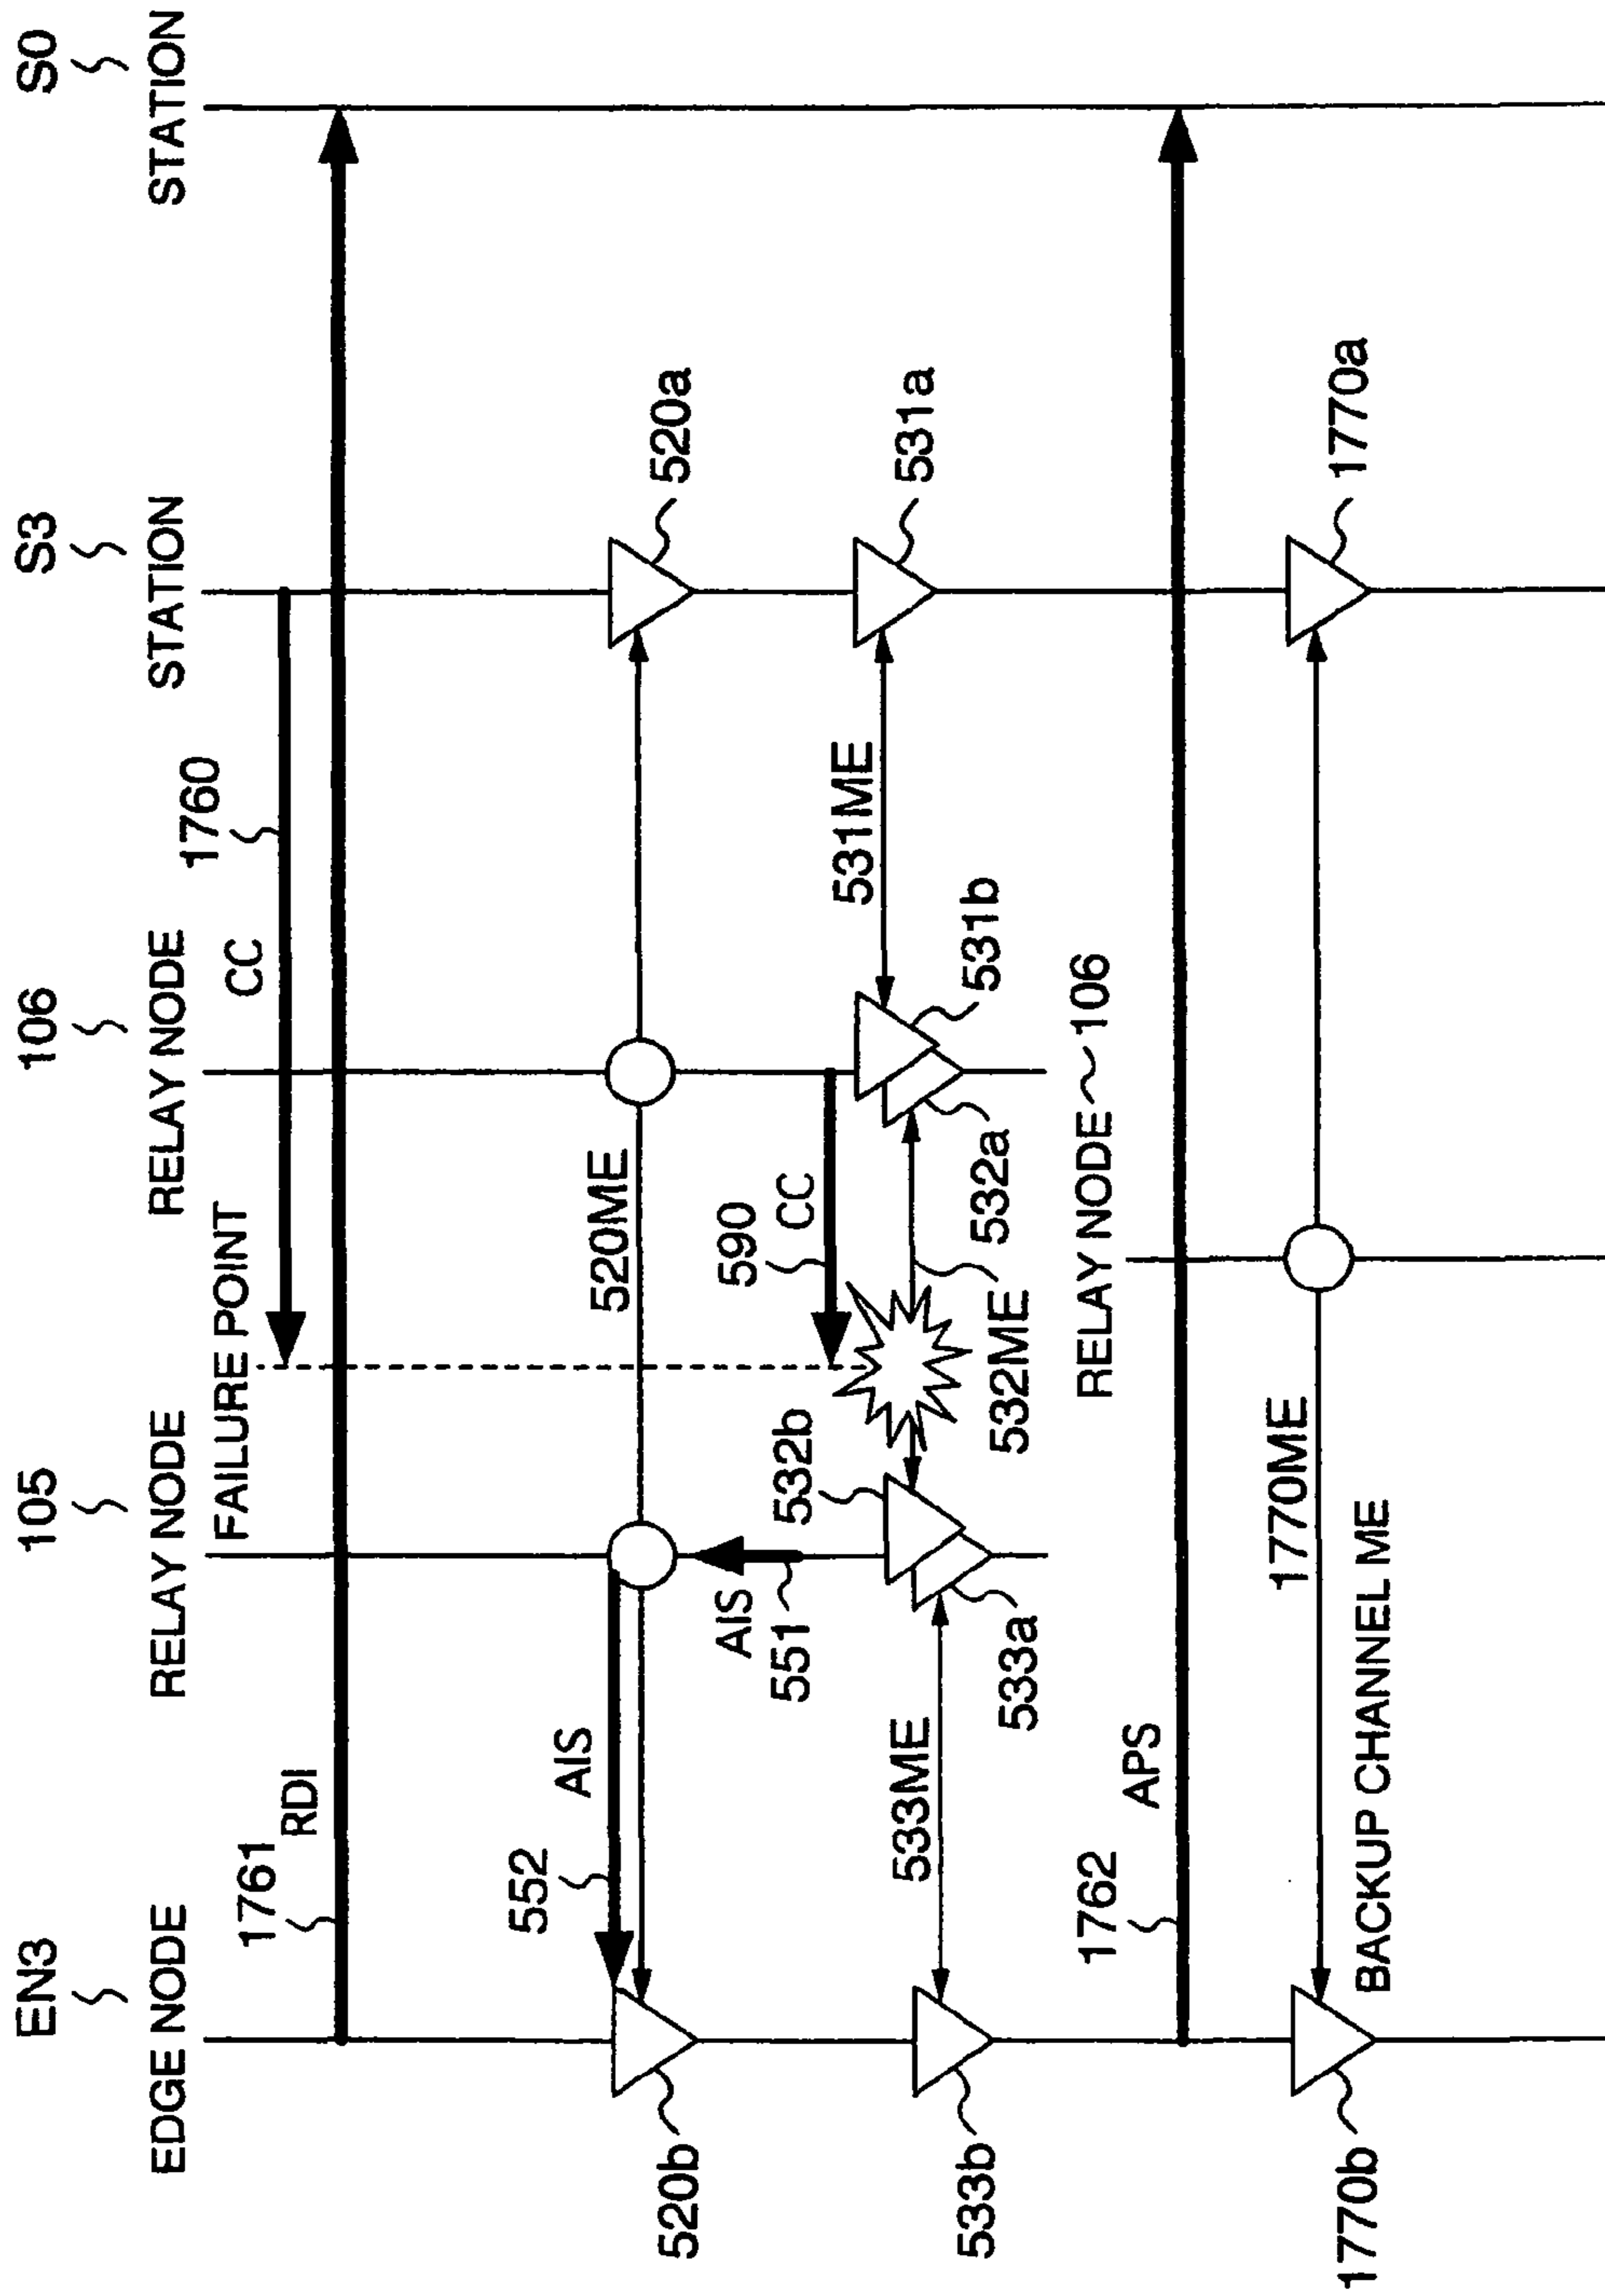 EN3
EDGE NODE
105
RELAY NODE
106
RELAY NODE
S3
STATION
S0
STATION
FAILURE POINT
CC
1760
1761
RDI
552
AIS
520ME
520b
520a
AIS
551
532b
590
CC
533ME
531ME
533b
533a
532ME
532a
531b
531a
1762
APS
RELAY NODE 106
1770ME
1770b
BACKUP CHANNEL ME
1770a